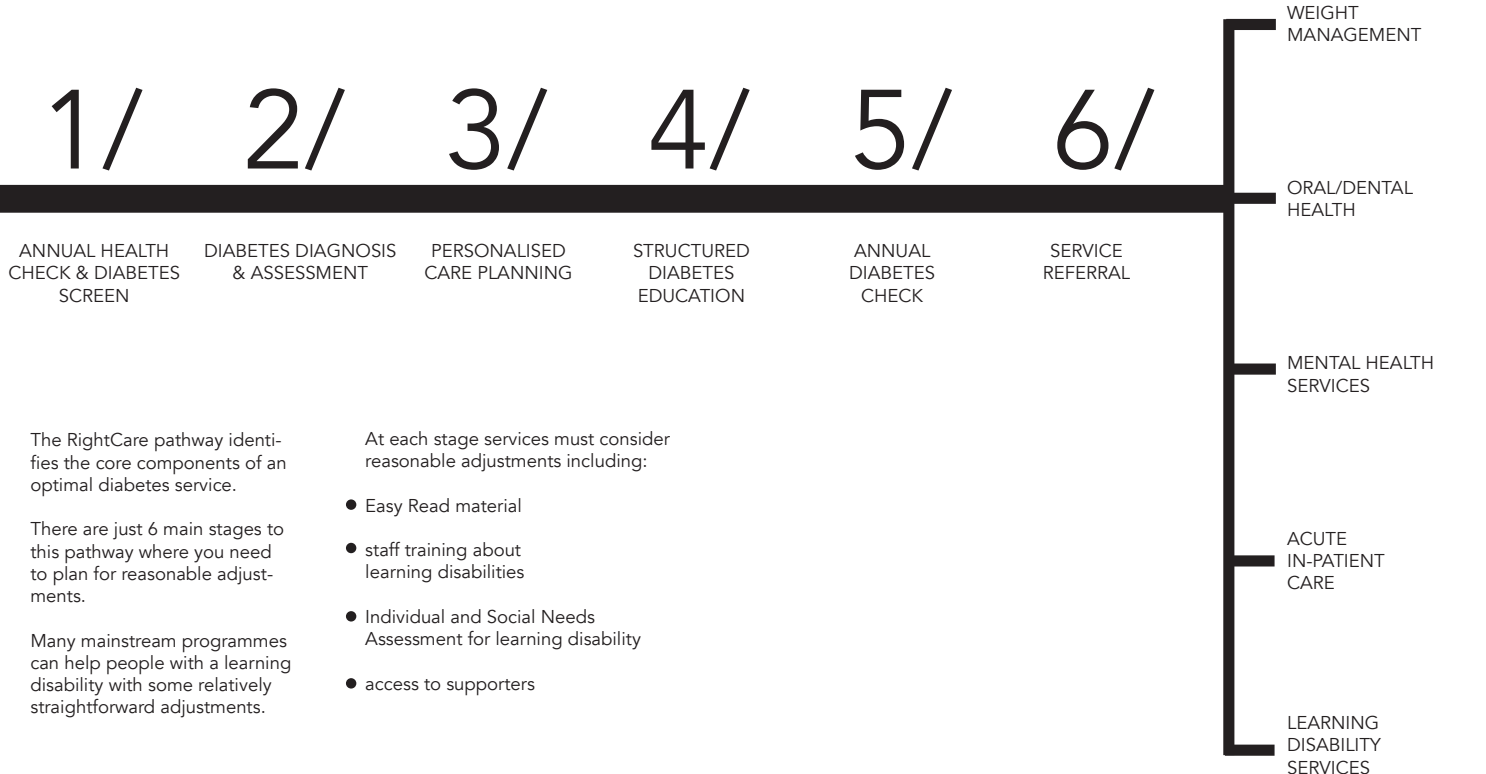 1/
2/
3/
4/
5/
6/
ANNUAL HEALTH
CHECK & DIABETES
SCREEN
DIABETES DIAGNOSIS
& ASSESSMENT
PERSONALISED
CARE PLANNING
STRUCTURED
DIABETES
EDUCATION
ANNUAL
DIABETES
CHECK
SERVICE
REFERRAL
WEIGHT
MANAGEMENT
ORAL/DENTAL
HEALTH
MENTAL HEALTH
SERVICES
ACUTE
IN-PATIENT
CARE
LEARNING
DISABILITY
SERVICES
The RightCare pathway identi-
fies the core components of an
optimal diabetes service.
There are just 6 main stages to
this pathway where you need
to plan for reasonable adjust-
ments.
Many mainstream programmes
can help people with a learning
disability with some relatively
straightforward adjustments.
At each stage services must consider
reasonable adjustments including:
● Easy Read material
● staff training about
learning disabilities
● Individual and Social Needs
Assessment for learning disability
● access to supporters